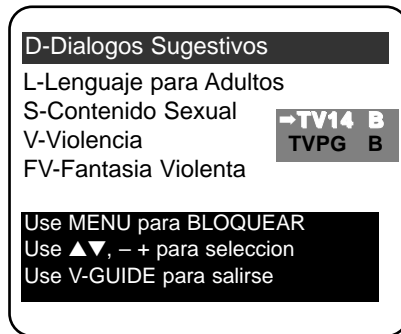 D-Dialogos Sugestivos
L-Lenguaje para Adultos
S-Contenido Sexual
V-Violencia
FV-Fantasia Violenta
➡TV14 B
TVPG B
Use MENU para BLOQUEAR
Use ▲▼, – + para seleccion
Use V-GUIDE para salirse